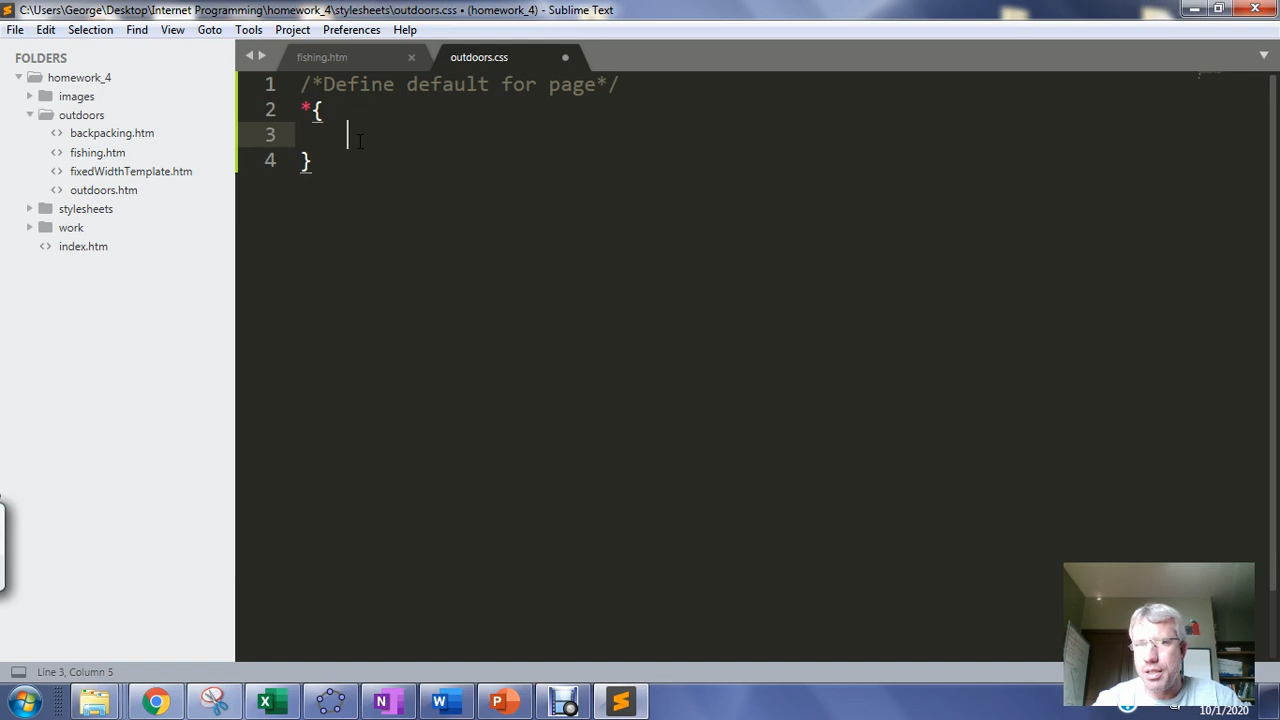 C:\Users\George\Desktop\Internet Programming\homework_4\stylesheets\outdoors.css • (homework_4) - Sublime Text
File Edit Selection Find View Goto Tools Project Preferences Help
FOLDERS
homework_4
images
outdoors
backpacking.htm
fishing.htm
fixedWidthTemplate.htm
outdoors.htm
stylesheets
work
index.htm
fishing.htm
outdoors.css
1 /*Define default for page*/
2 *{
3
4 }
Line 3, Column 5
10/1/2020